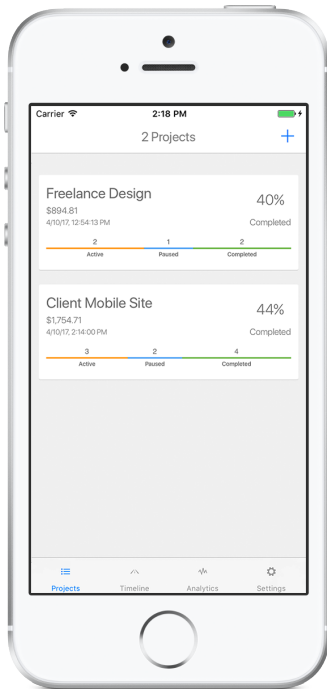 Carrier 2:18 PM
2 Projects +
Freelance Design 40%
$894.81
4/10/17, 12:54:13 PM Completed
2 1 2
Active Paused Completed
Client Mobile Site 44%
$1,754.71
4/10/17, 2:14:00 PM Completed
3 2 4
Active Paused Completed
Projects Timeline Analytics Settings